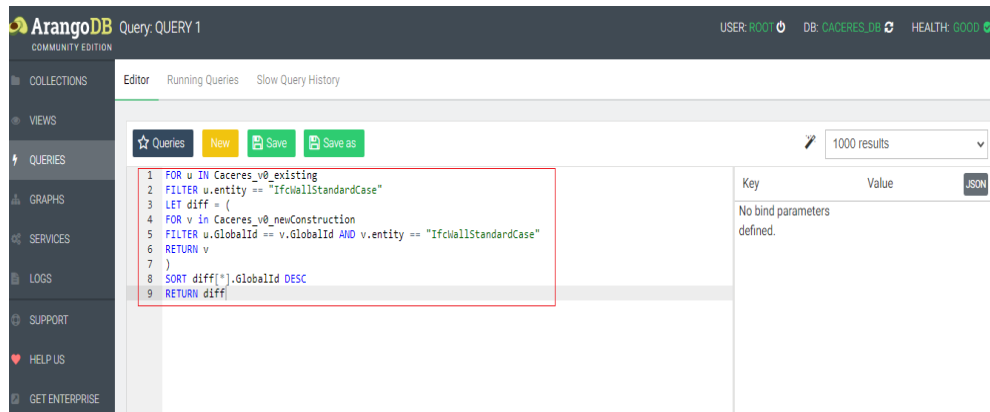 ArangoDB Query: QUERY 1 USER: ROOT DB: CACERES_DB HEALTH: GOOD
COMMUNITY EDITION
COLLECTIONS
VIEWS
QUERIES
GRAPHS
SERVICES
LOGS
SUPPORT
HELP US
GET ENTERPRISE
Editor Running Queries Slow Query History
Queries New Save Save as 1000 results
1 FOR u IN Caceres_v0_existing
2 FILTER u.entity == "IfcWallStandardCase"
3 LET diff = (
4 FOR v in Caceres_v0_newConstruction
5 FILTER u.GlobalId == v.GlobalId AND v.entity == "IfcWallStandardCase"
6 RETURN v
7 )
8 SORT diff[*].GlobalId DESC
9 RETURN diff
Key Value JSON
No bind parameters
defined.